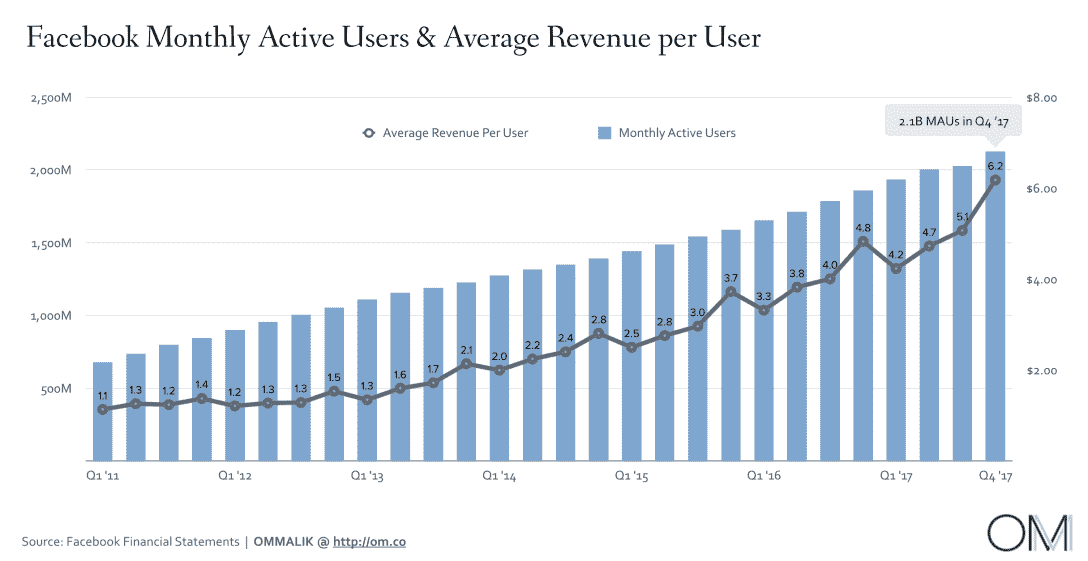 Facebook Monthly Active Users & Average Revenue per User
2,500M
$8.00
2.1B MAUs in Q4 '17
Average Revenue Per User
Monthly Active Users
2,000M
$6.00
1,500M
$4.00
1,000M
$2.00
500M
1.1 1.3 1.2 1.4 1.2 1.3 1.3 1.5 1.3 1.6 1.7 2.1 2.0 2.2 2.4 2.8 2.5 2.8 3.0 3.7 3.3 3.8 4.0 4.8 4.2 4.7 5.1 6.2
Q1 '11 Q1 '12 Q1 '13 Q1 '14 Q1 '15 Q1 '16 Q1 '17 Q4 '17
Source: Facebook Financial Statements | OMMALIK @ http://om.co
OM